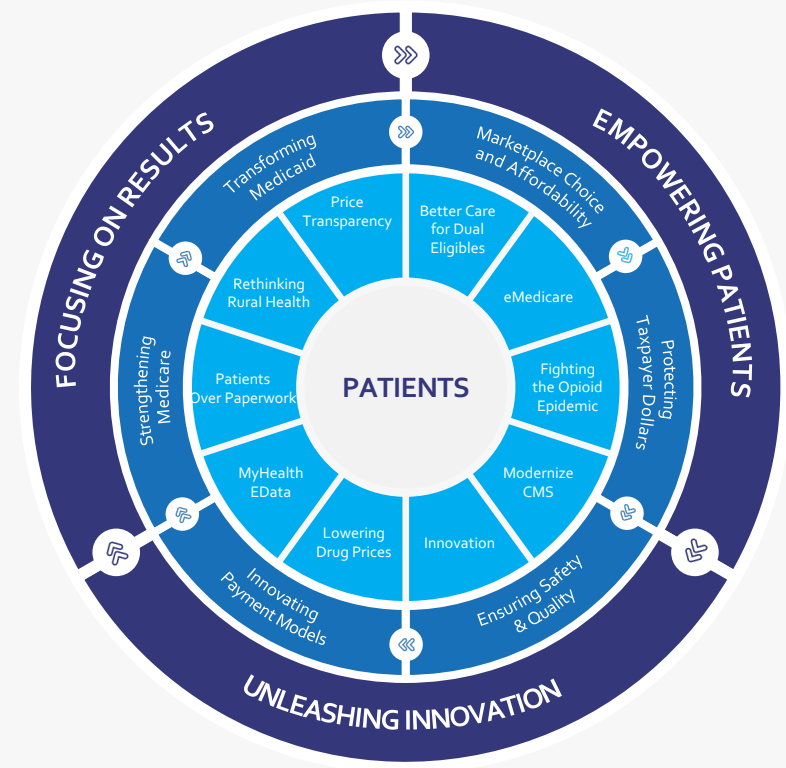 FOCUSING ON RESULTS
EMPOWERING PATIENTS
UNLEASHING INNOVATION
Transforming
Medicaid
Marketplace Choice
and Affordability
Protecting
Taxpayer Dollars
Ensuring Safety
& Quality
Innovating
Payment Models
Strengthening
Medicare
Price
Transparency
Better Care
for Dual
Eligibles
eMedicare
Fighting
the Opioid
Epidemic
Modernize
CMS
Innovation
Lowering
Drug Prices
MyHealth
EData
Patients
Over Paperwork
Rethinking
Rural Health
PATIENTS